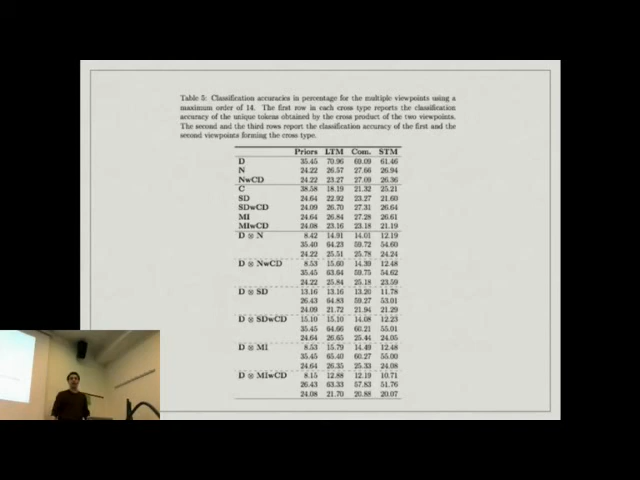 Table 5: Classification accuracies in percentage for the multiple viewpoints using a
maximum order of 14. The first row in each cross type reports the classification
accuracy of the unique tokens obtained by the cross product of the two viewpoints.
The second and the third rows report the classification accuracy of the first and the
second viewpoints forming the cross type.
Priors LTM Com. STM
D 35.45 70.96 69.09 61.46
N 24.22 26.57 27.66 26.94
NwCD 24.22 23.27 27.69 26.36
C 38.58 18.19 21.32 25.21
SD 24.64 22.92 23.27 21.60
SDwCD 24.09 26.70 27.31 26.64
MI 24.64 26.84 27.28 26.61
MIwCD 24.08 23.16 23.18 21.19
D ⊗ N 8.42 14.91 14.01 12.19
35.40 64.23 59.72 54.60
24.22 25.51 25.78 24.24
D ⊗ NwCD 8.53 15.60 14.39 12.48
35.45 63.64 59.75 54.62
24.22 25.84 25.18 23.59
D ⊗ SD 13.16 13.16 13.20 11.78
26.43 64.83 59.27 53.01
24.09 21.72 21.94 21.29
D ⊗ SDwCD 15.10 15.10 14.08 12.23
35.45 64.66 60.21 55.01
24.64 26.65 25.44 24.05
D ⊗ MI 8.53 15.79 14.49 12.48
35.45 65.40 60.27 55.00
24.64 26.35 25.33 24.08
D ⊗ MIwCD 8.15 12.88 12.19 10.71
26.43 63.33 57.83 51.76
24.08 21.70 20.88 20.07